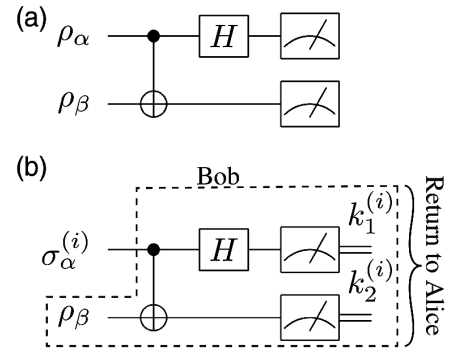 (a)
ρα
H
ρβ
(b)
Bob
σα(i)
H
k1(i)
ρβ
k2(i)
Return to Alice